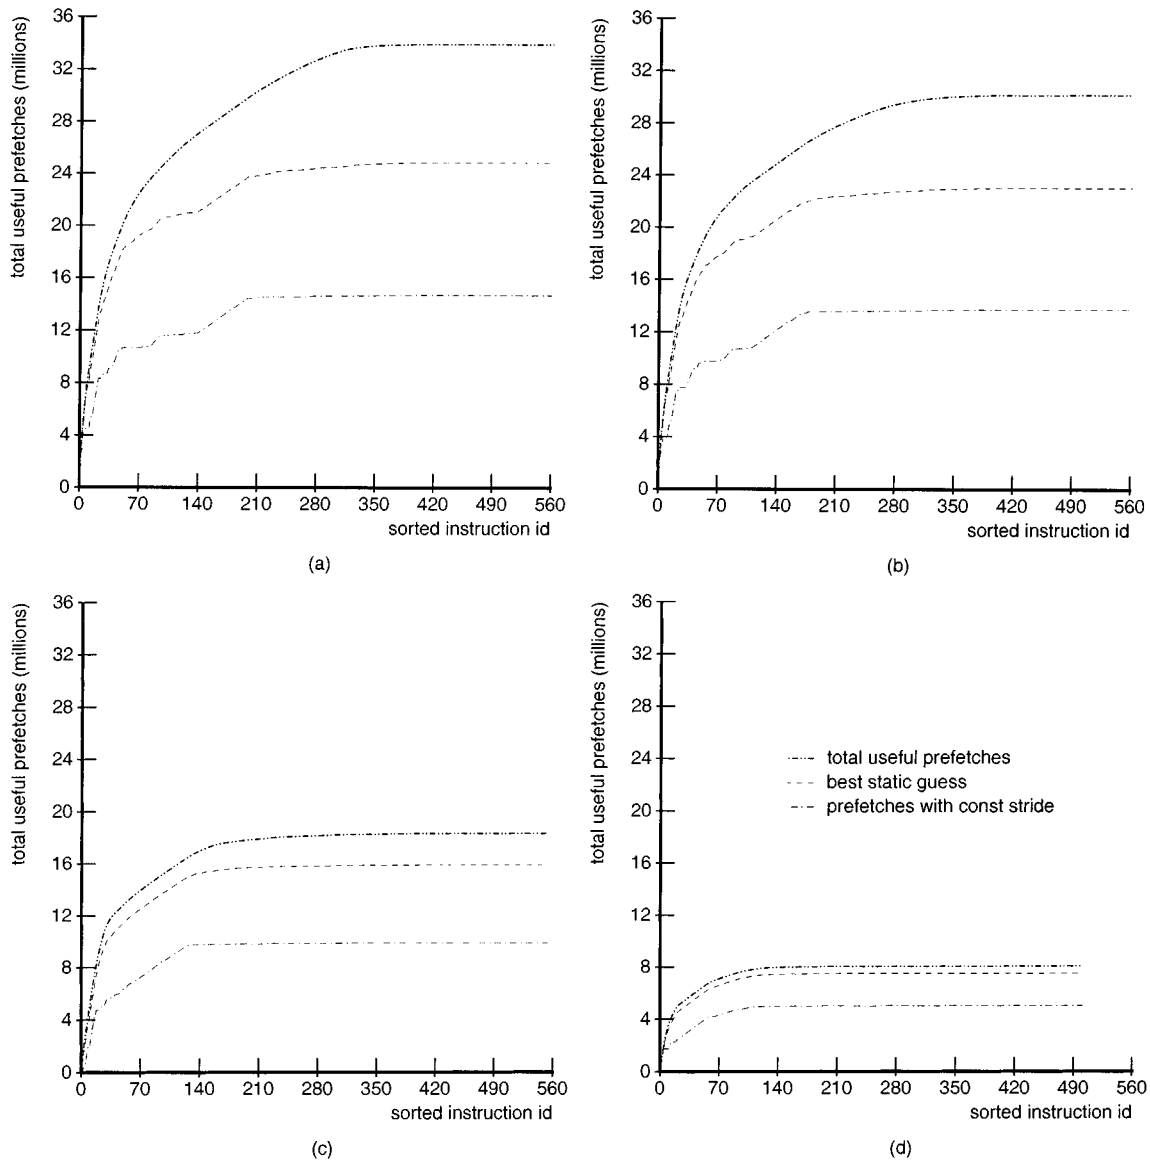 total useful prefetches (millions)
36
32
28
24
20
16
12
8
4
0
0 70 140 210 280 350 420 490 560
sorted instruction id
(a)
total useful prefetches (millions)
36
32
28
24
20
16
12
8
4
0
0 70 140 210 280 350 420 490 560
sorted instruction id
(b)
total useful prefetches (millions)
36
32
28
24
20
16
12
8
4
0
0 70 140 210 280 350 420 490 560
sorted instruction id
(c)
total useful prefetches (millions)
36
32
28
24
20
16
12
8
4
0
total useful prefetches
best static guess
prefetches with const stride
0 70 140 210 280 350 420 490 560
sorted instruction id
(d)